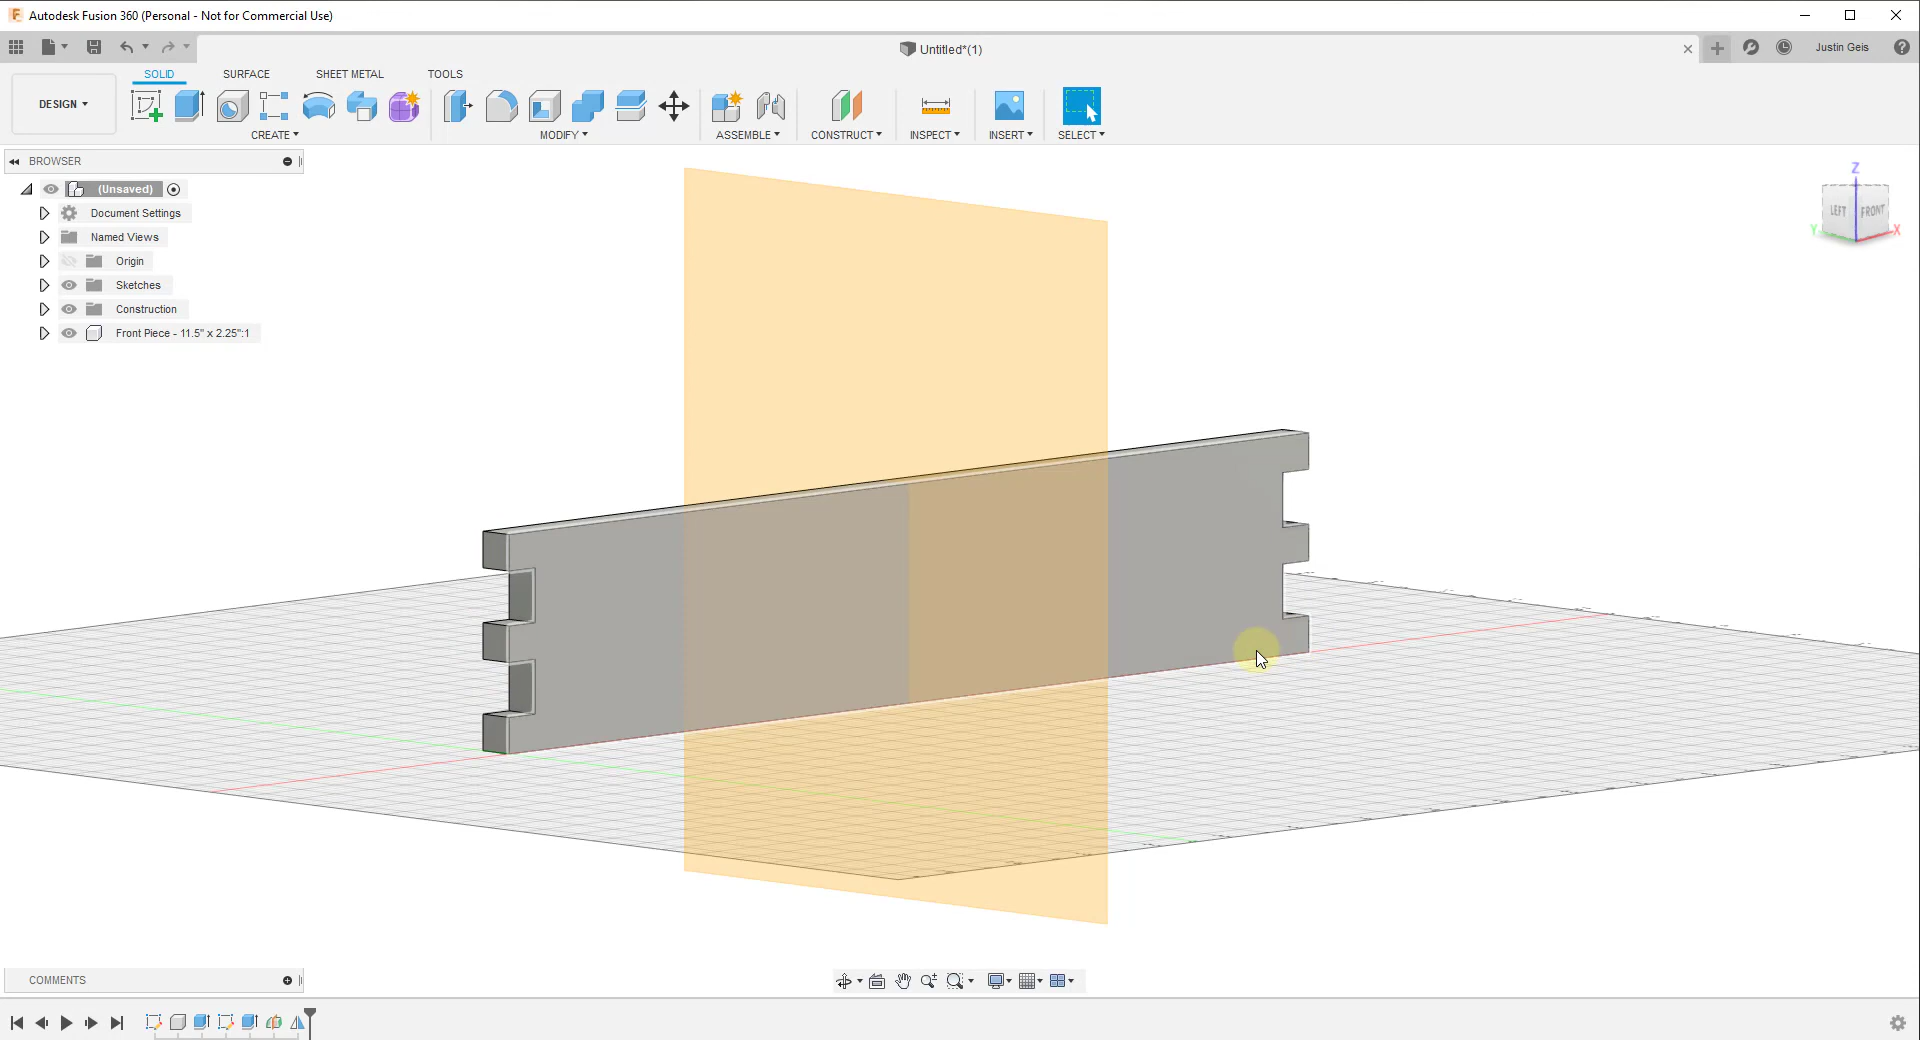 Autodesk Fusion 360 (Personal - Not for Commercial Use)
Untitled*(1)
Justin Geis
SOLID
SURFACE
SHEET METAL
TOOLS
DESIGN
CREATE
MODIFY
ASSEMBLE
CONSTRUCT
INSPECT
INSERT
SELECT
BROWSER
(Unsaved)
Document Settings
Named Views
Origin
Sketches
Construction
Front Piece - 11.5" x 2.25":1
Z
LEFT
FRONT
Y
X
COMMENTS